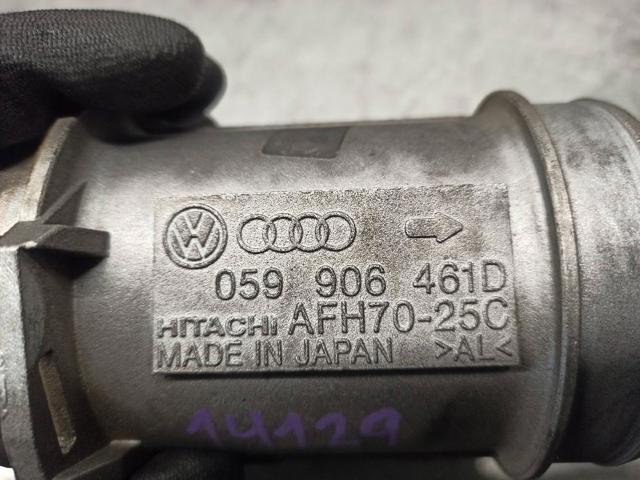 059 906 461D
HITACHI AFH70-25C
MADE IN JAPAN >AL<
14129